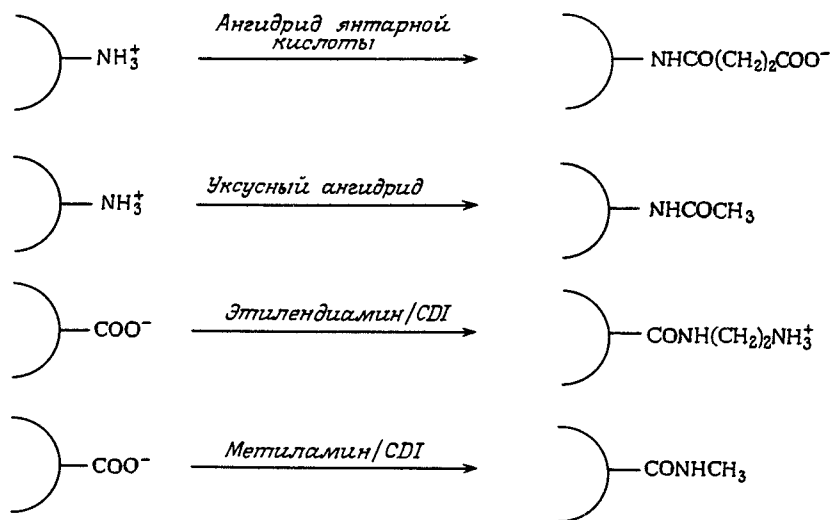 Ангидрид янтарной
кислоты
NH₃⁺
NHCO(CH₂)₂COO⁻
Уксусный ангидрид
NH₃⁺
NHCOCH₃
Этилендиамин/CDI
COO⁻
CONH(CH₂)₂NH₃⁺
Метиламин/CDI
COO⁻
CONHCH₃